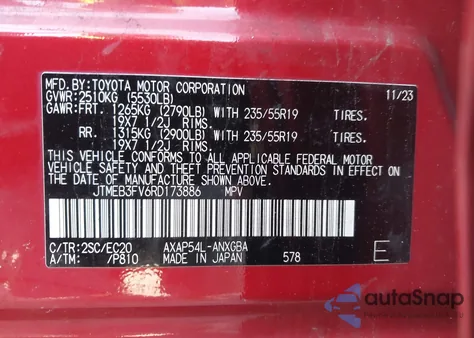 MFD. BY: TOYOTA MOTOR CORPORATION 11/23
GVWR: 2510KG (5530LB)
GAWR: FRT. 1265KG (2790LB) WITH 235/55R19 TIRES.
19X7 1/2J RIMS.
RR. 1315KG (2900LB) WITH 235/55R19 TIRES.
19X7 1/2J RIMS.
THIS VEHICLE CONFORMS TO ALL APPLICABLE FEDERAL MOTOR
VEHICLE SAFETY AND THEFT PREVENTION STANDARDS IN EFFECT
ON THE DATE OF MANUFACTURE SHOWN ABOVE.
JTMEB3FV6RD173886 MPV
C/TR: 2SC/EC20 AXAP54L-ANXGBA
A/TM: /P810 MADE IN JAPAN 578 E
autoSnap